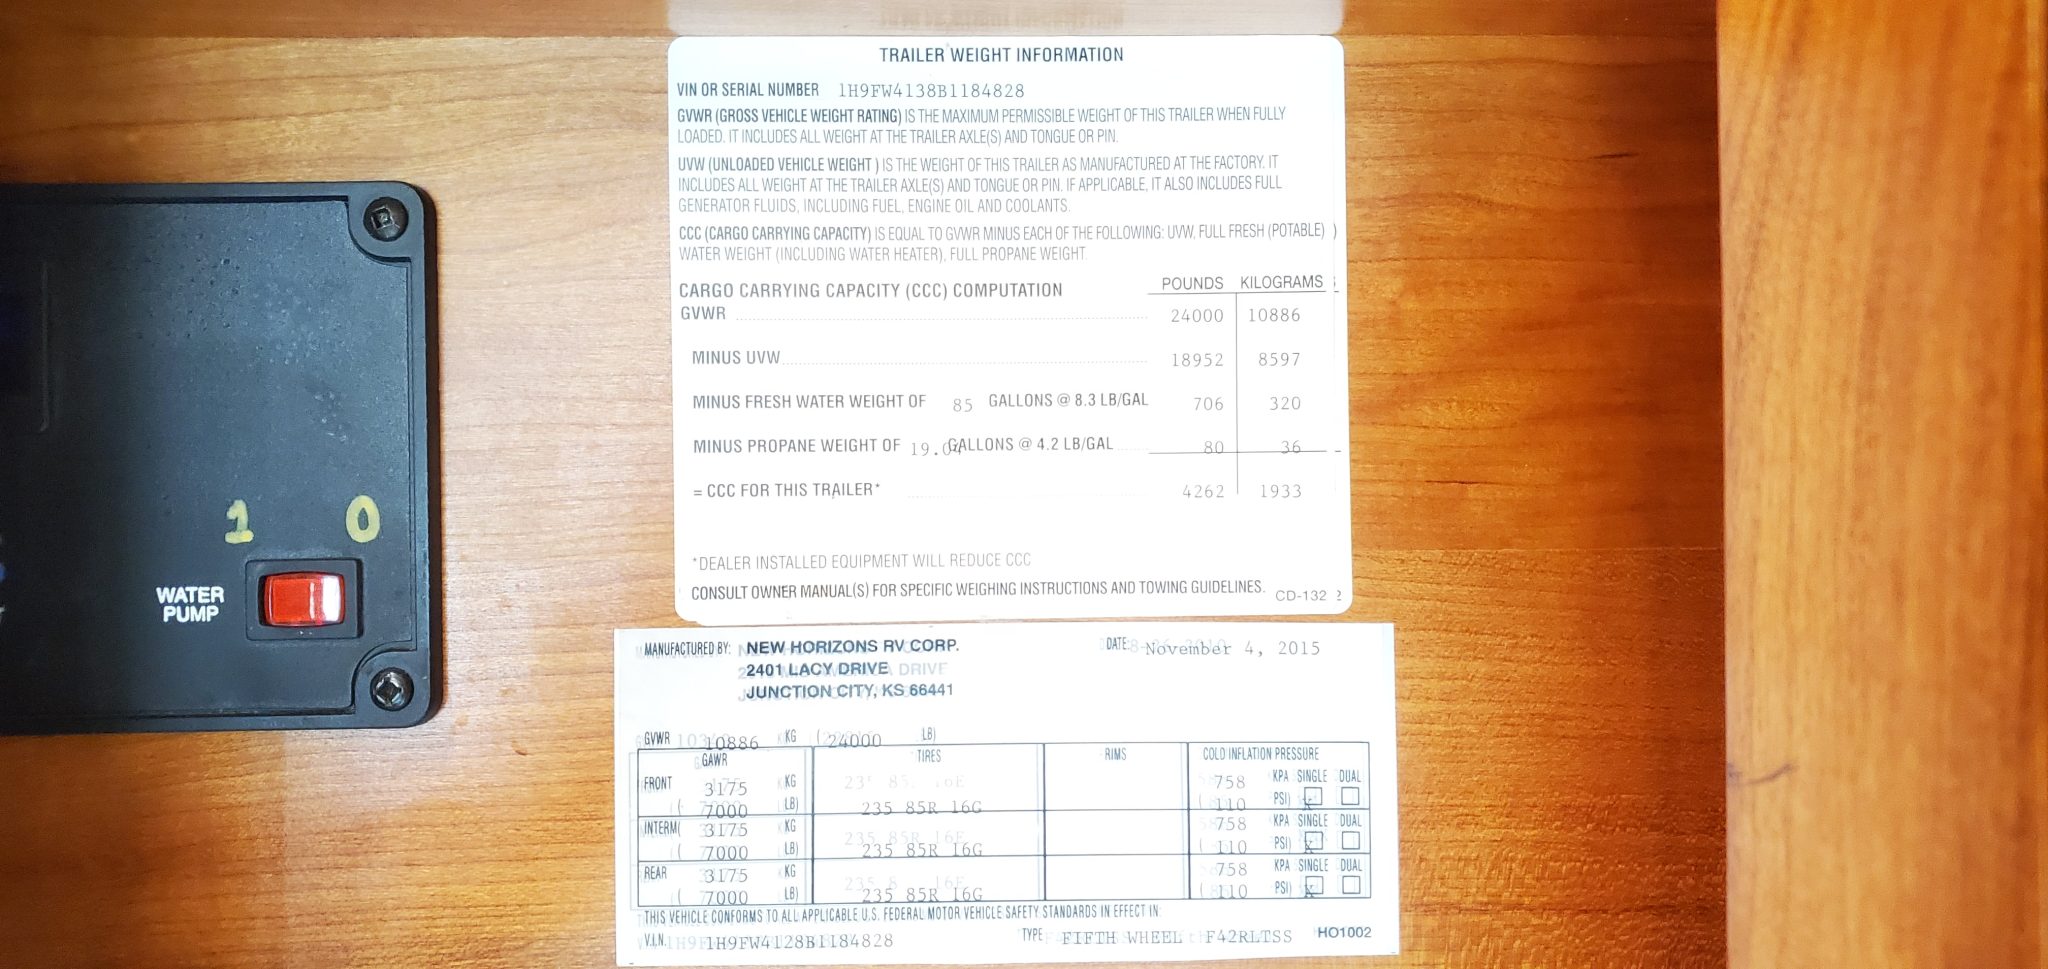 TRAILER WEIGHT INFORMATION
VIN OR SERIAL NUMBER 1H9FW4138B1184828
GVWR (GROSS VEHICLE WEIGHT RATING) IS THE MAXIMUM PERMISSIBLE WEIGHT OF THIS TRAILER WHEN FULLY
LOADED. IT INCLUDES ALL WEIGHT AT THE TRAILER AXLE(S) AND TONGUE OR PIN.
UVW (UNLOADED VEHICLE WEIGHT ) IS THE WEIGHT OF THIS TRAILER AS MANUFACTURED AT THE FACTORY. IT
INCLUDES ALL WEIGHT AT THE TRAILER AXLE(S) AND TONGUE OR PIN. IF APPLICABLE, IT ALSO INCLUDES FULL
GENERATOR FLUIDS, INCLUDING FUEL, ENGINE OIL AND COOLANTS.
CCC (CARGO CARRYING CAPACITY) IS EQUAL TO GVWR MINUS EACH OF THE FOLLOWING: UVW, FULL FRESH (POTABLE)
WATER WEIGHT (INCLUDING WATER HEATER), FULL PROPANE WEIGHT
CARGO CARRYING CAPACITY (CCC) COMPUTATION POUNDS KILOGRAMS
GVWR 24000 10886
MINUS UVW 18952 8597
MINUS FRESH WATER WEIGHT OF 85 GALLONS @ 8.3 LB/GAL 706 320
MINUS PROPANE WEIGHT OF 19.04 GALLONS @ 4.2 LB/GAL 80 36
= CCC FOR THIS TRAILER* 4262 1933
*DEALER INSTALLED EQUIPMENT WILL REDUCE CCC
CONSULT OWNER MANUAL(S) FOR SPECIFIC WEIGHING INSTRUCTIONS AND TOWING GUIDELINES. CD-132
1 0
WATER
PUMP
MANUFACTURED BY: NEW HORIZONS RV CORP. DATE: November 4, 2015
2401 LACY DRIVE
JUNCTION CITY, KS 66441
GVWR 10886 KG (24000 LB)
GAWR TIRES RIMS COLD INFLATION PRESSURE
FRONT 3175 KG 758 KPA SINGLE DUAL
( 7000 LB) 235 85R 16G ( 110 PSI) X
INTERM( 3175 KG 758 KPA SINGLE DUAL
( 7000 LB) 235 85R 16G ( 110 PSI) X
REAR 3175 KG 758 KPA SINGLE DUAL
( 7000 LB) 235 85R 16G ( 110 PSI) X
THIS VEHICLE CONFORMS TO ALL APPLICABLE U.S. FEDERAL MOTOR VEHICLE SAFETY STANDARDS IN EFFECT IN:
V.I.N. 1H9FW4128B1184828 TYPE FIFTH WHEEL F42RLTSS HO1002